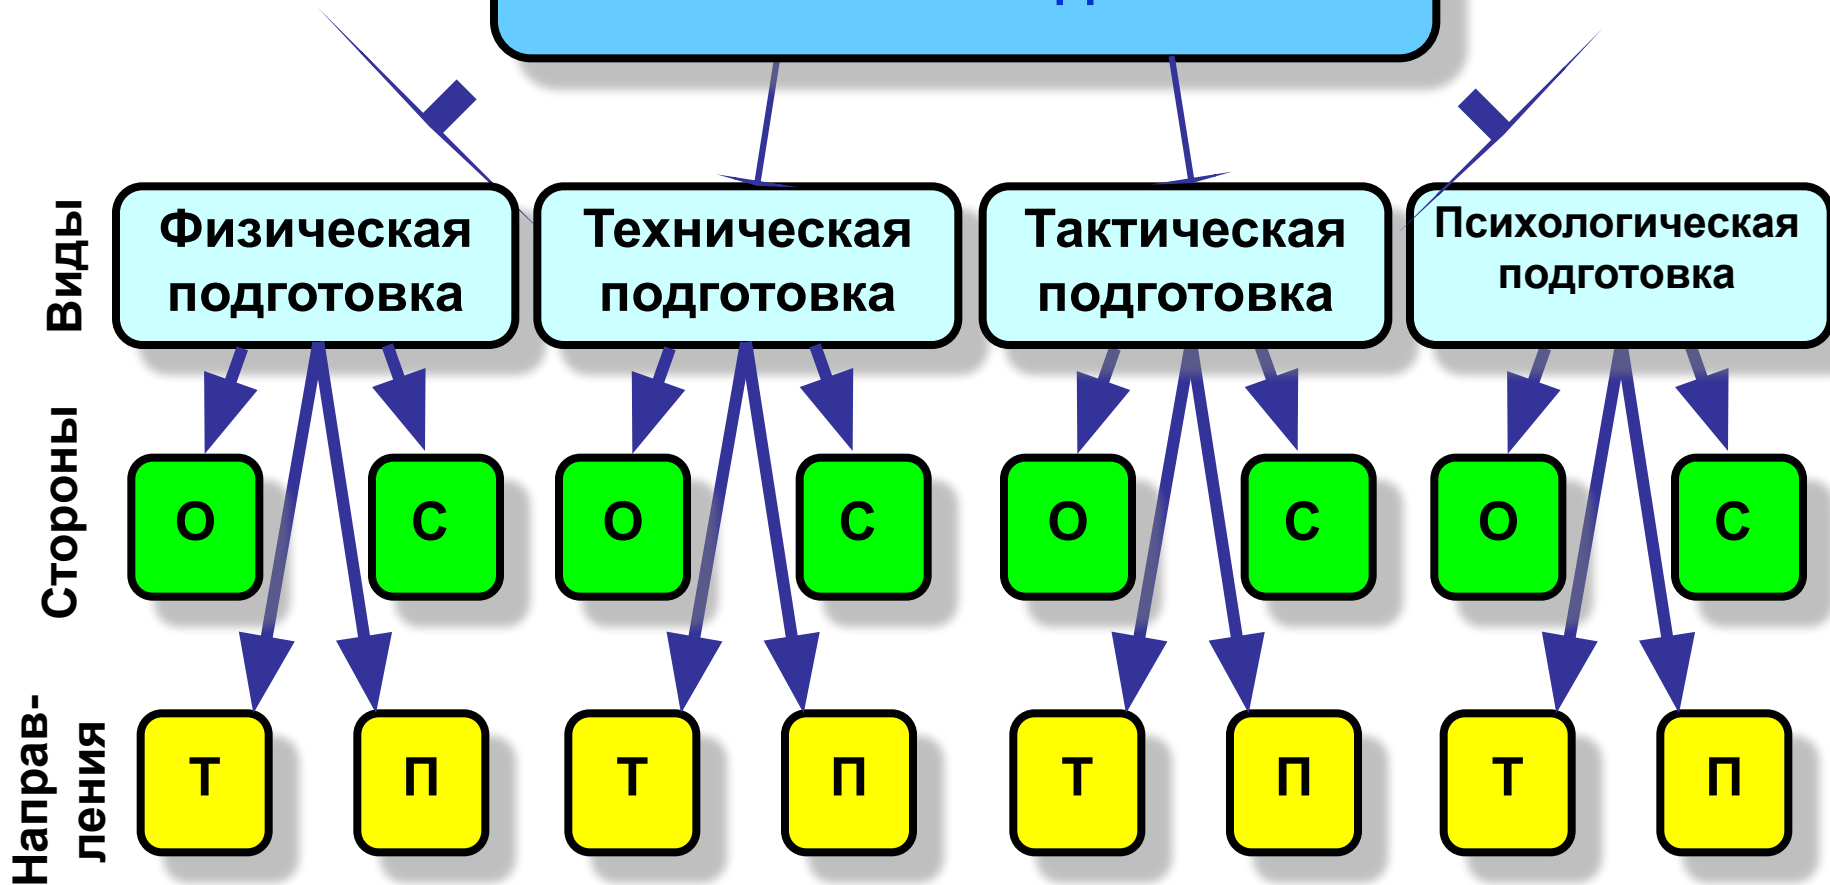 Виды
Физическая
подготовка
Техническая
подготовка
Тактическая
подготовка
Психологическая
подготовка
Стороны
О
С
О
С
О
С
О
С
Направ-
ления
Т
П
Т
П
Т
П
Т
П